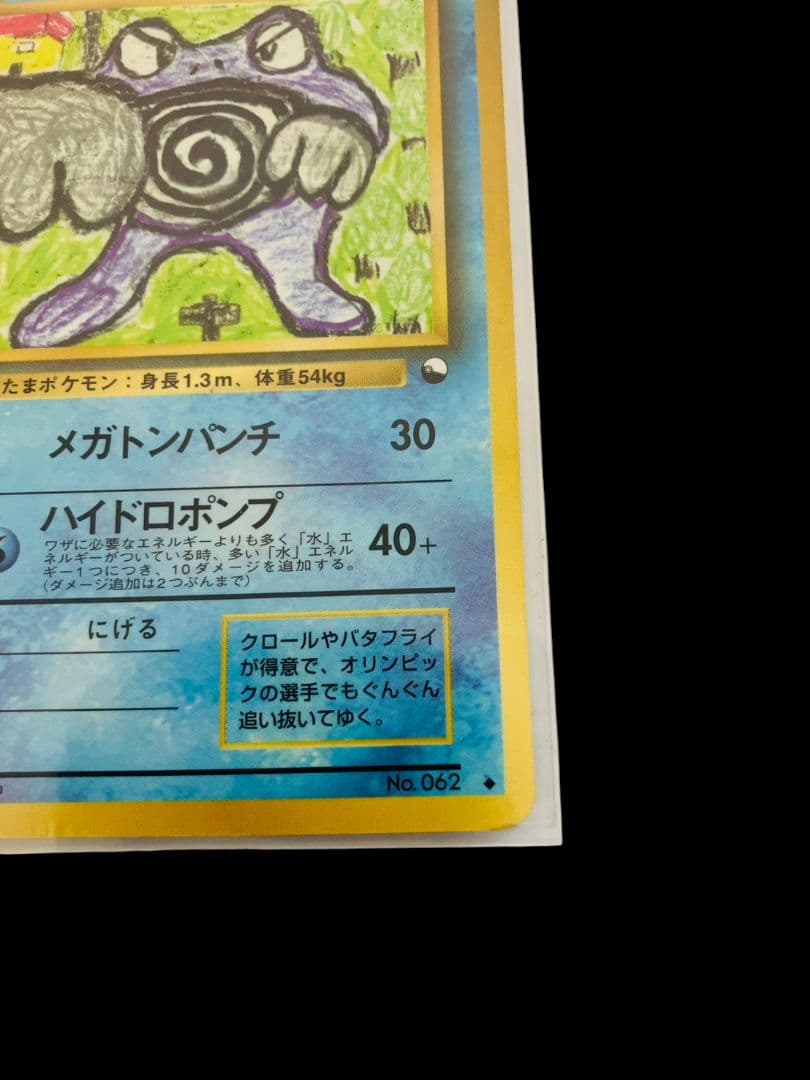 たまポケモン：身長1.3m、体重54kg
メガトンパンチ 30
ハイドロポンプ
ワザに必要なエネルギーよりも多く「水」エ
ネルギーがついている時、多い「水」エネル
ギー1つにつき、10ダメージを追加する。
(ダメージ追加は2つぶんまで)
40+
にげる
クロールやバタフライ
が得意で、オリンピッ
クの選手でもぐんぐん
追い抜いてゆく。
No. 062 ◆